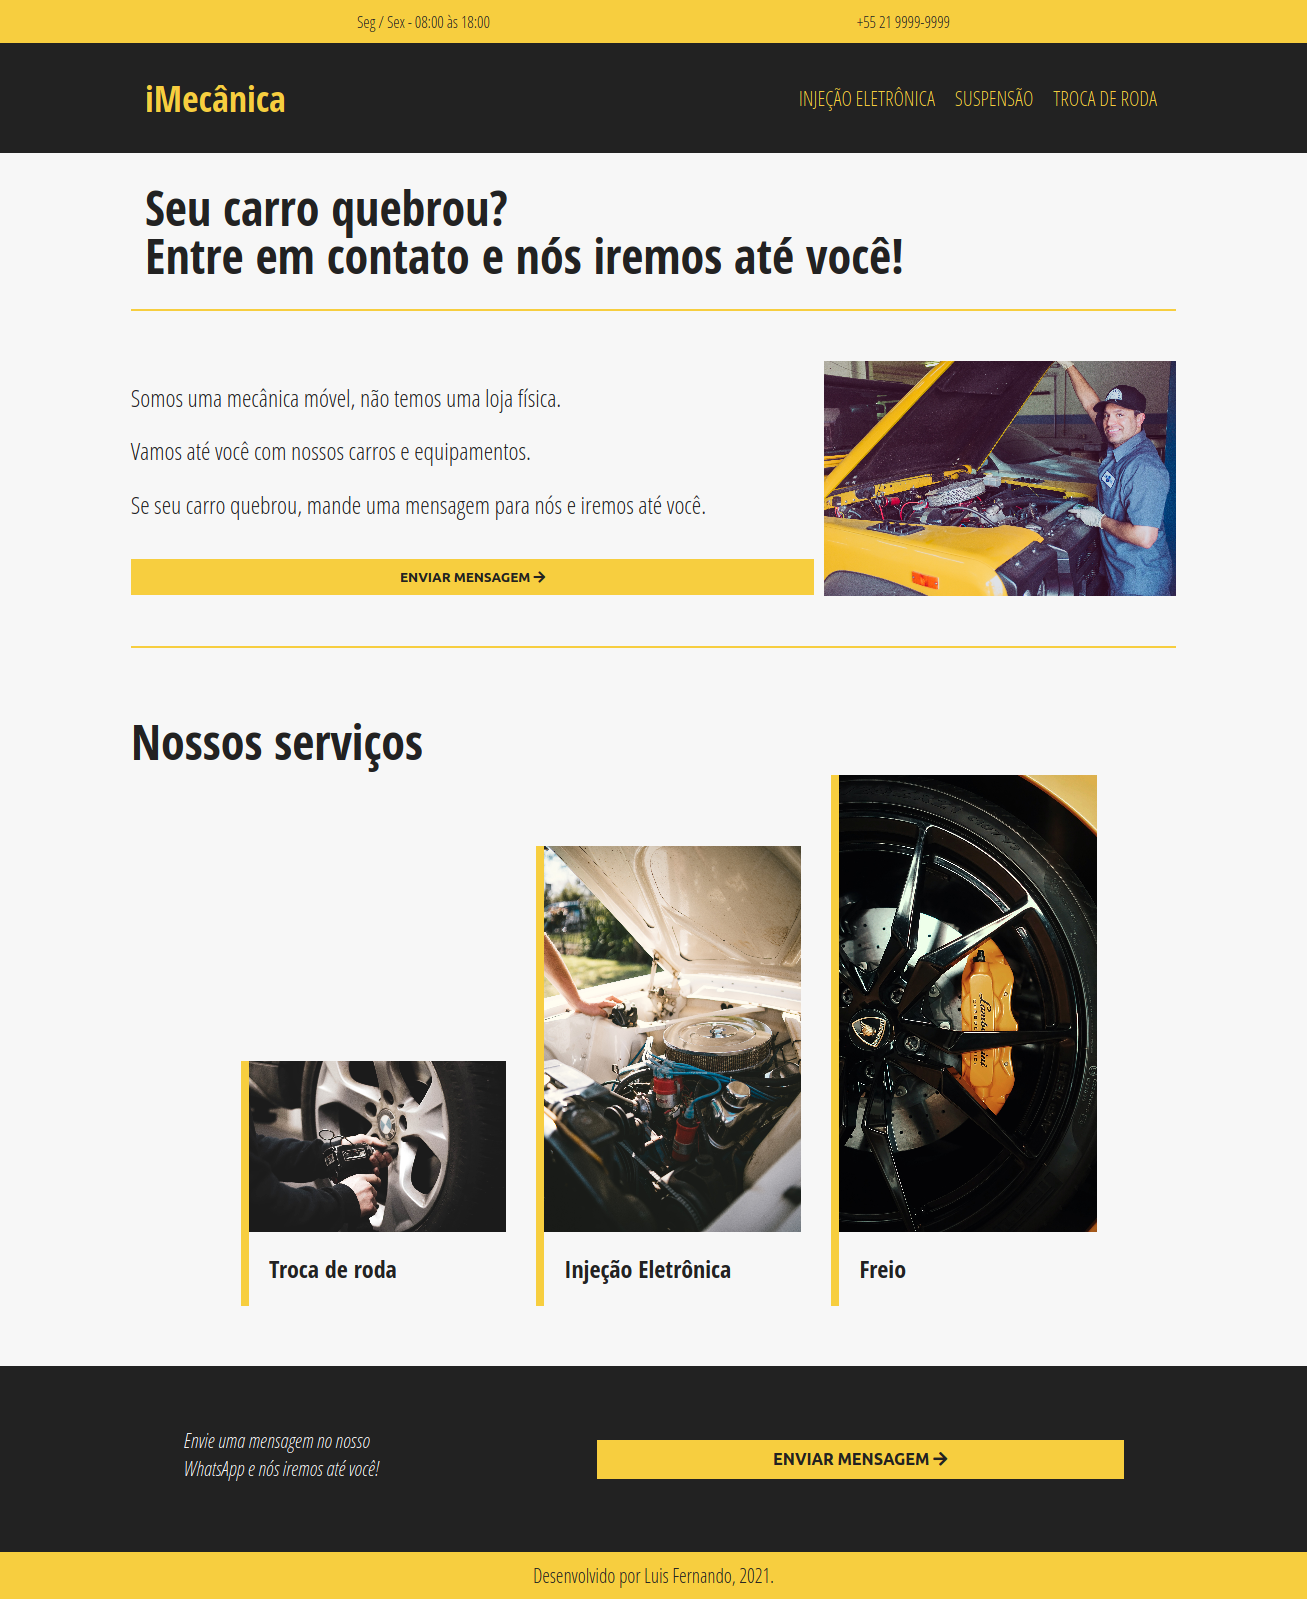 Seg / Sex - 08:00 às 18:00
+55 21 9999-9999
iMecânica
INJEÇÃO ELETRÔNICA
SUSPENSÃO
TROCA DE RODA
Seu carro quebrou?
Entre em contato e nós iremos até você!
Somos uma mecânica móvel, não temos uma loja física.
Vamos até você com nossos carros e equipamentos.
Se seu carro quebrou, mande uma mensagem para nós e iremos até você.
ENVIAR MENSAGEM
Nossos serviços
Lamborghini
Troca de roda
Injeção Eletrônica
Freio
Envie uma mensagem no nosso
WhatsApp e nós iremos até você!
ENVIAR MENSAGEM
Desenvolvido por Luis Fernando, 2021.